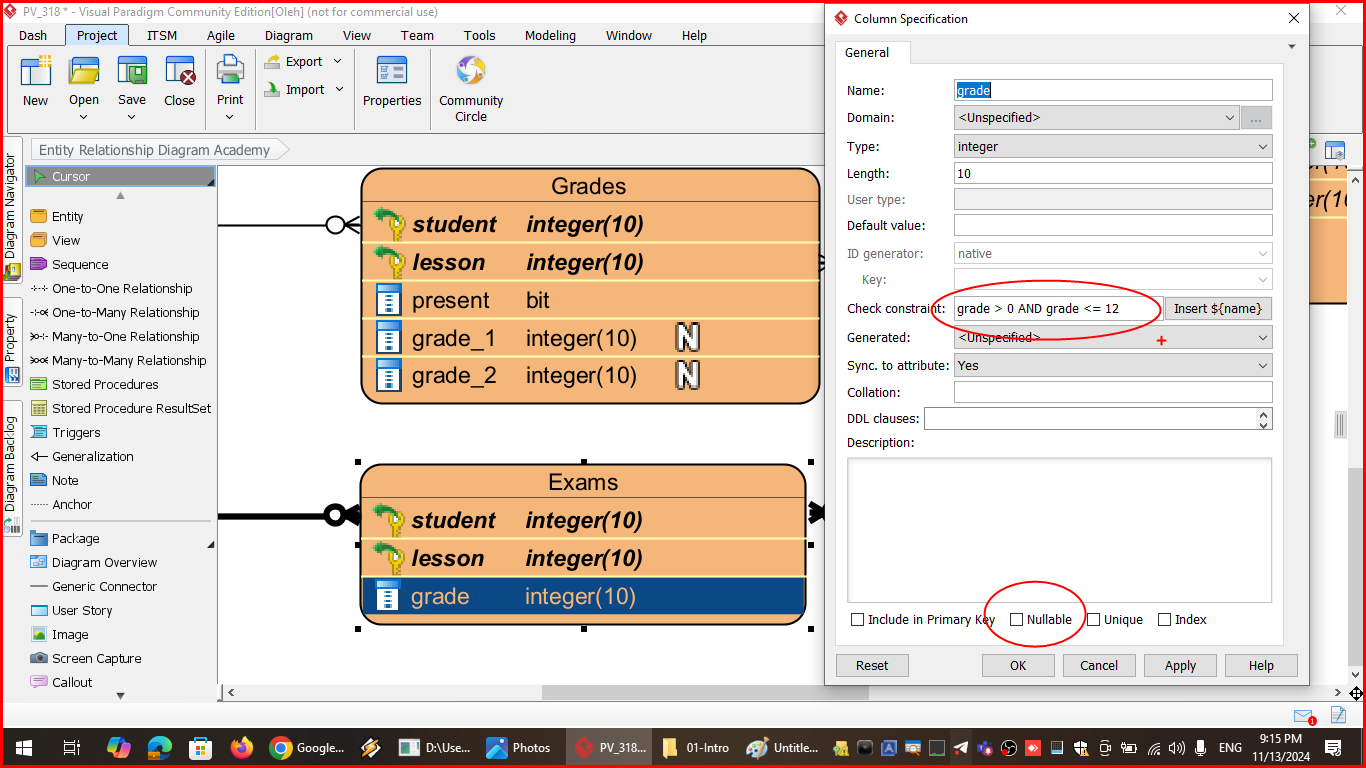 PV_318 * - Visual Paradigm Community Edition[Oleh] (not for commercial use)
Dash Project ITSM Agile Diagram View Team Tools Modeling Window Help
New Open Save Close Print
Export
Import
Properties
Community
Circle
Entity Relationship Diagram Academy
Diagram Navigator
Property
Diagram Backlog
Cursor
Entity
View
Sequence
One-to-One Relationship
One-to-Many Relationship
Many-to-One Relationship
Many-to-Many Relationship
Stored Procedures
Stored Procedure ResultSet
Triggers
Generalization
Note
Anchor
Package
Diagram Overview
Generic Connector
User Story
Image
Screen Capture
Callout
Grades
student integer(10)
lesson integer(10)
present bit
grade_1 integer(10) N
grade_2 integer(10) N
Exams
student integer(10)
lesson integer(10)
grade integer(10)
Column Specification
General
Name: grade
Domain: <Unspecified> ...
Type: integer
Length: 10
User type:
Default value:
ID generator: native
Key:
Check constraint: grade > 0 AND grade <= 12 Insert ${name}
Generated: <Unspecified>
Sync. to attribute: Yes
Collation:
DDL clauses:
Description:
Include in Primary Key Nullable Unique Index
Reset OK Cancel Apply Help
1
Google... D:\Use... Photos PV_318... 01-Intro Untitle... ENG
9:15 PM
11/13/2024